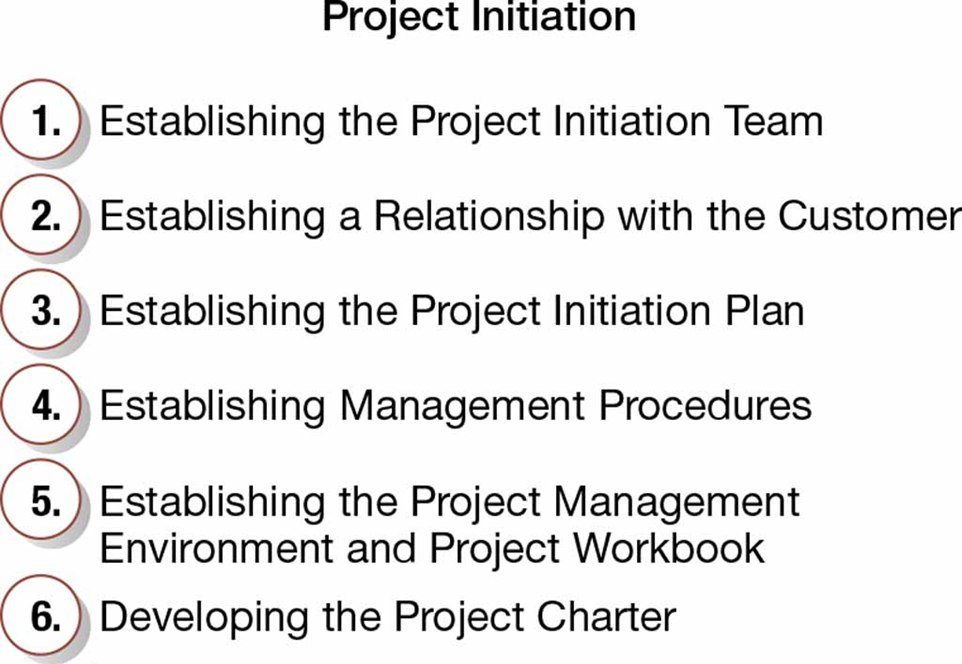 Project Initiation
1. Establishing the Project Initiation Team
2. Establishing a Relationship with the Customer
3. Establishing the Project Initiation Plan
4. Establishing Management Procedures
5. Establishing the Project Management
Environment and Project Workbook
6. Developing the Project Charter